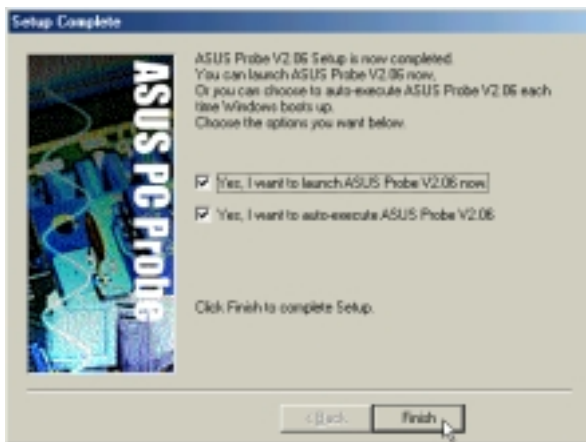 Setup Complete
ASUS PC Probe
ASUS Probe V2.06 Setup is now completed.
You can launch ASUS Probe V2.06 now,
Or you can choose to auto-execute ASUS Probe V2.06 each
time Windows boots up.
Choose the options you want below.
Yes, I want to launch ASUS Probe V2.06 now
Yes, I want to auto-execute ASUS Probe V2.06
Click Finish to complete Setup.
< Back
Finish